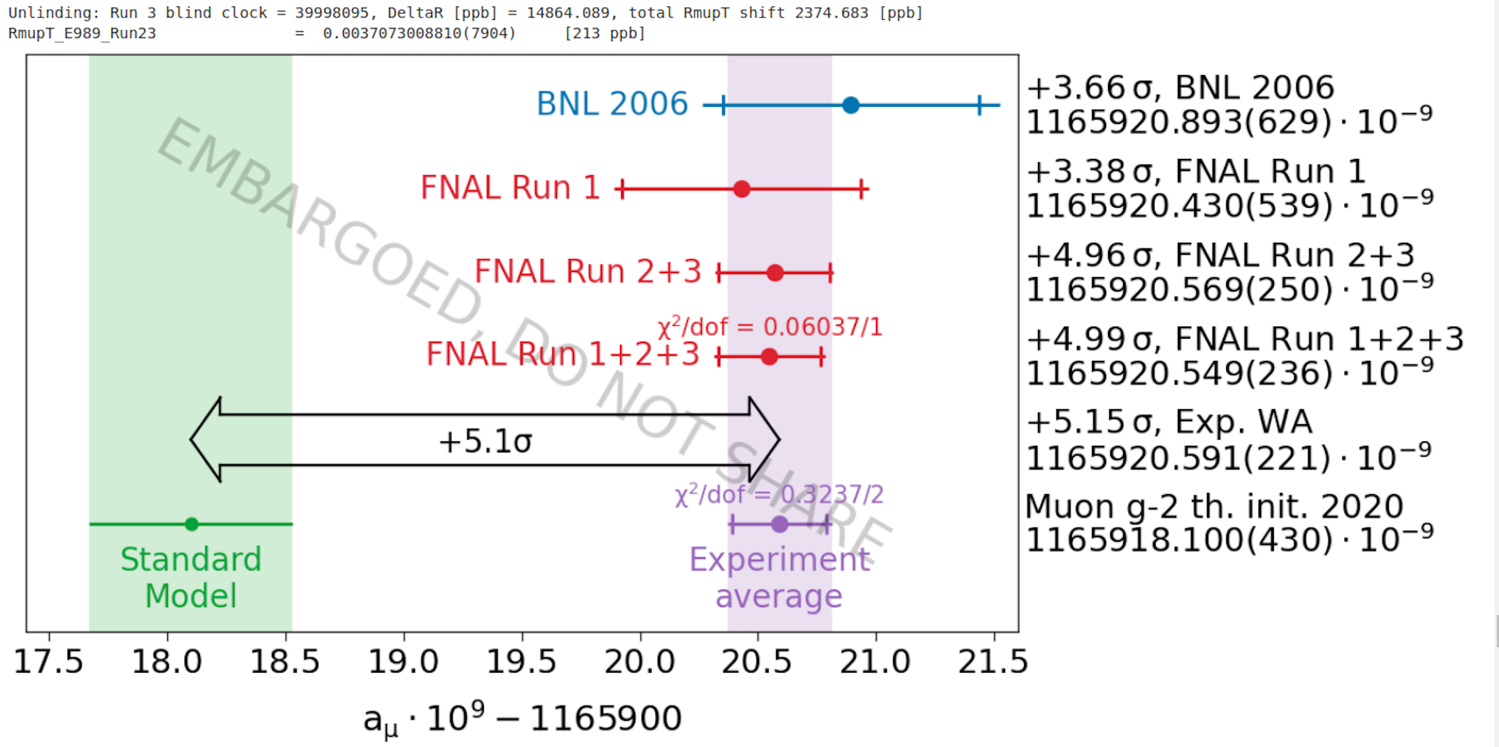 Unlinding: Run 3 blind clock = 39998095, DeltaR [ppb] = 14864.089, total RmupT shift 2374.683 [ppb]
RmupT_E989_Run23 = 0.0037073008810(7904) [213 ppb]
BNL 2006
+3.66 σ, BNL 2006
1165920.893(629) · 10⁻⁹
FNAL Run 1
+3.38 σ, FNAL Run 1
1165920.430(539) · 10⁻⁹
FNAL Run 2+3
+4.96 σ, FNAL Run 2+3
1165920.569(250) · 10⁻⁹
χ²/dof = 0.06037/1
FNAL Run 1+2+3
+4.99 σ, FNAL Run 1+2+3
1165920.549(236) · 10⁻⁹
+5.1σ
+5.15 σ, Exp. WA
1165920.591(221) · 10⁻⁹
χ²/dof = 0.3237/2
Muon g-2 th. init. 2020
1165918.100(430) · 10⁻⁹
Standard
Model
Experiment
average
EMBARGOED, DO NOT SHARE
17.5 18.0 18.5 19.0 19.5 20.0 20.5 21.0 21.5
aμ · 10⁹ − 1165900